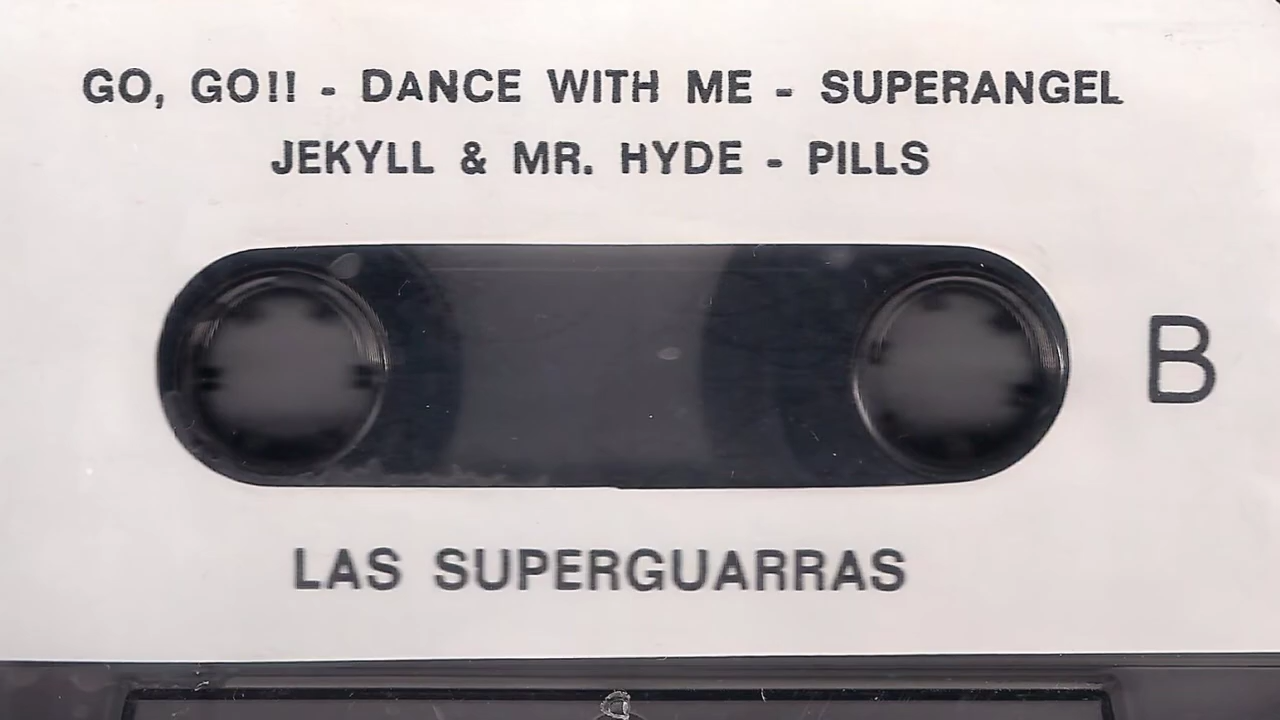 GO, GO!! - DANCE WITH ME - SUPERANGEL
JEKYLL & MR. HYDE - PILLS
B
LAS SUPERGUARRAS